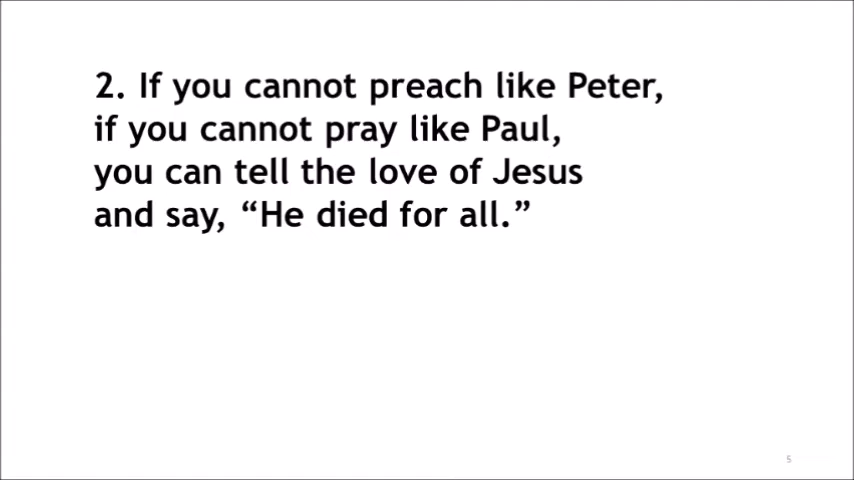 2. If you cannot preach like Peter,
if you cannot pray like Paul,
you can tell the love of Jesus
and say, “He died for all.”
5